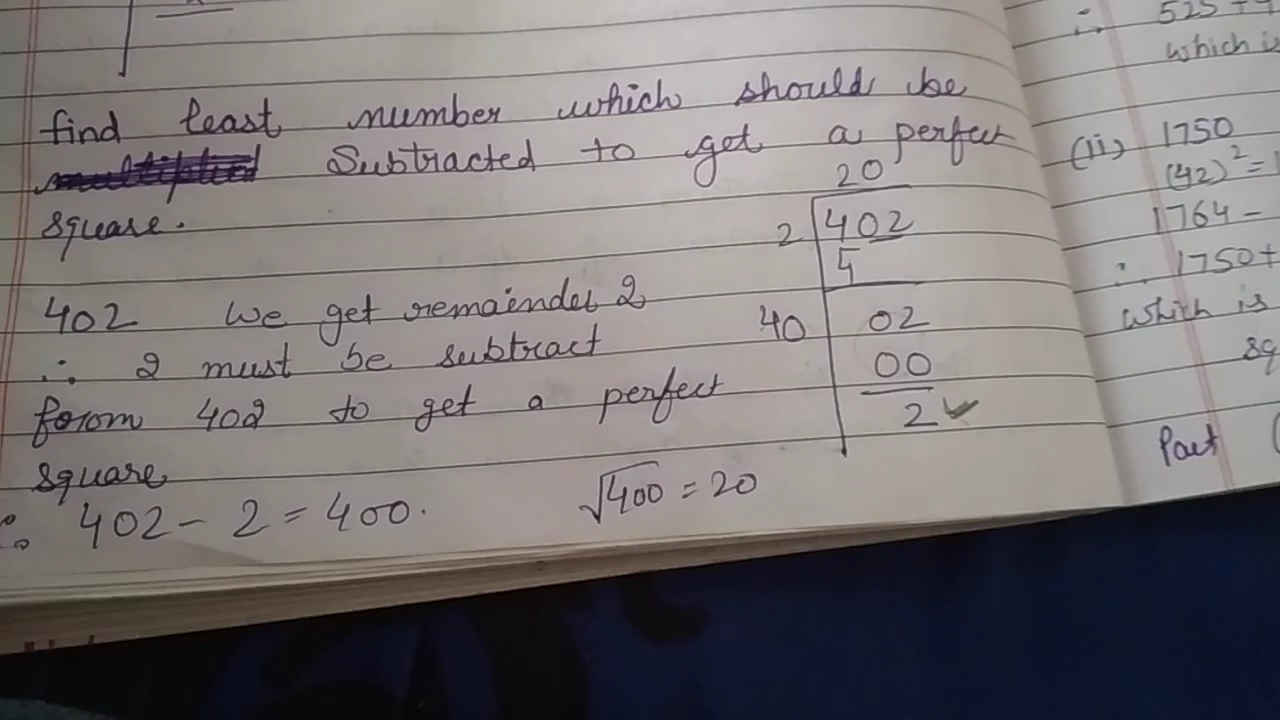 find least number which should be
multiplied Subtracted to get a perfect
square.
402 We get remainder 2
∴ 2 must be subtract
from 402 to get a perfect
square
∴ 402 - 2 = 400.
√400 = 20
20
2 402
4
40 02
00
2
525 +
which is
(ii) 1750
(42)² =
1764 -
∴ 1750 +
which is
sq
Part (